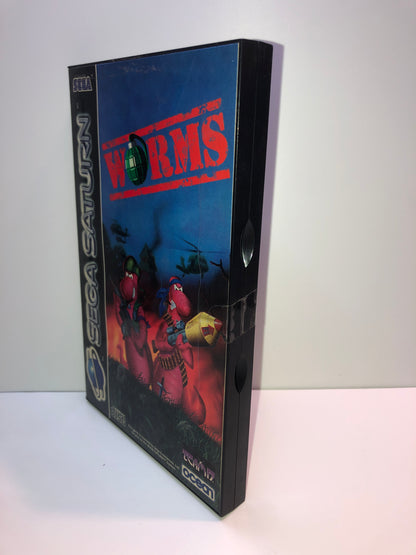 SEGA
SEGA SATURN
WORMS
TEAM 17
ocean